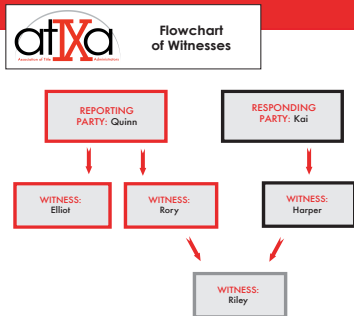 atIXa
Association of Title IX Administrators
Flowchart
of Witnesses
REPORTING
PARTY: Quinn
RESPONDING
PARTY: Kai
WITNESS:
Elliot
WITNESS:
Rory
WITNESS:
Harper
WITNESS:
Riley